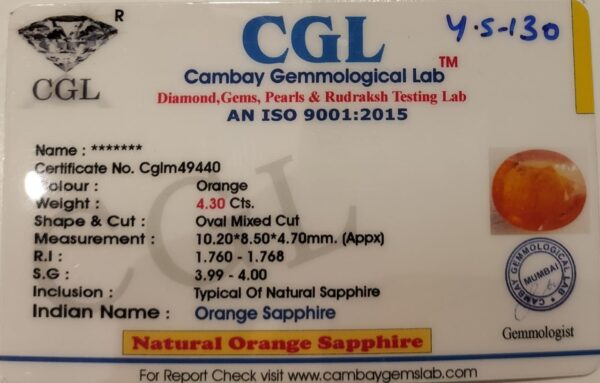 R
CGL
CGL™
Y.S-130
Cambay Gemmological Lab
Diamond,Gems, Pearls & Rudraksh Testing Lab
AN ISO 9001:2015
Name : *******
Certificate No. Cglm49440
Colour : Orange
Weight : 4.30 Cts.
Shape & Cut : Oval Mixed Cut
Measurement : 10.20*8.50*4.70mm. (Appx)
R.I : 1.760 - 1.768
S.G : 3.99 - 4.00
Inclusion : Typical Of Natural Sapphire
Indian Name : Orange Sapphire
CGL
CAMBAY GEMMOLOGICAL LAB
MUMBAI
Gemmologist
Natural Orange Sapphire
For Report Check visit www.cambaygemslab.com